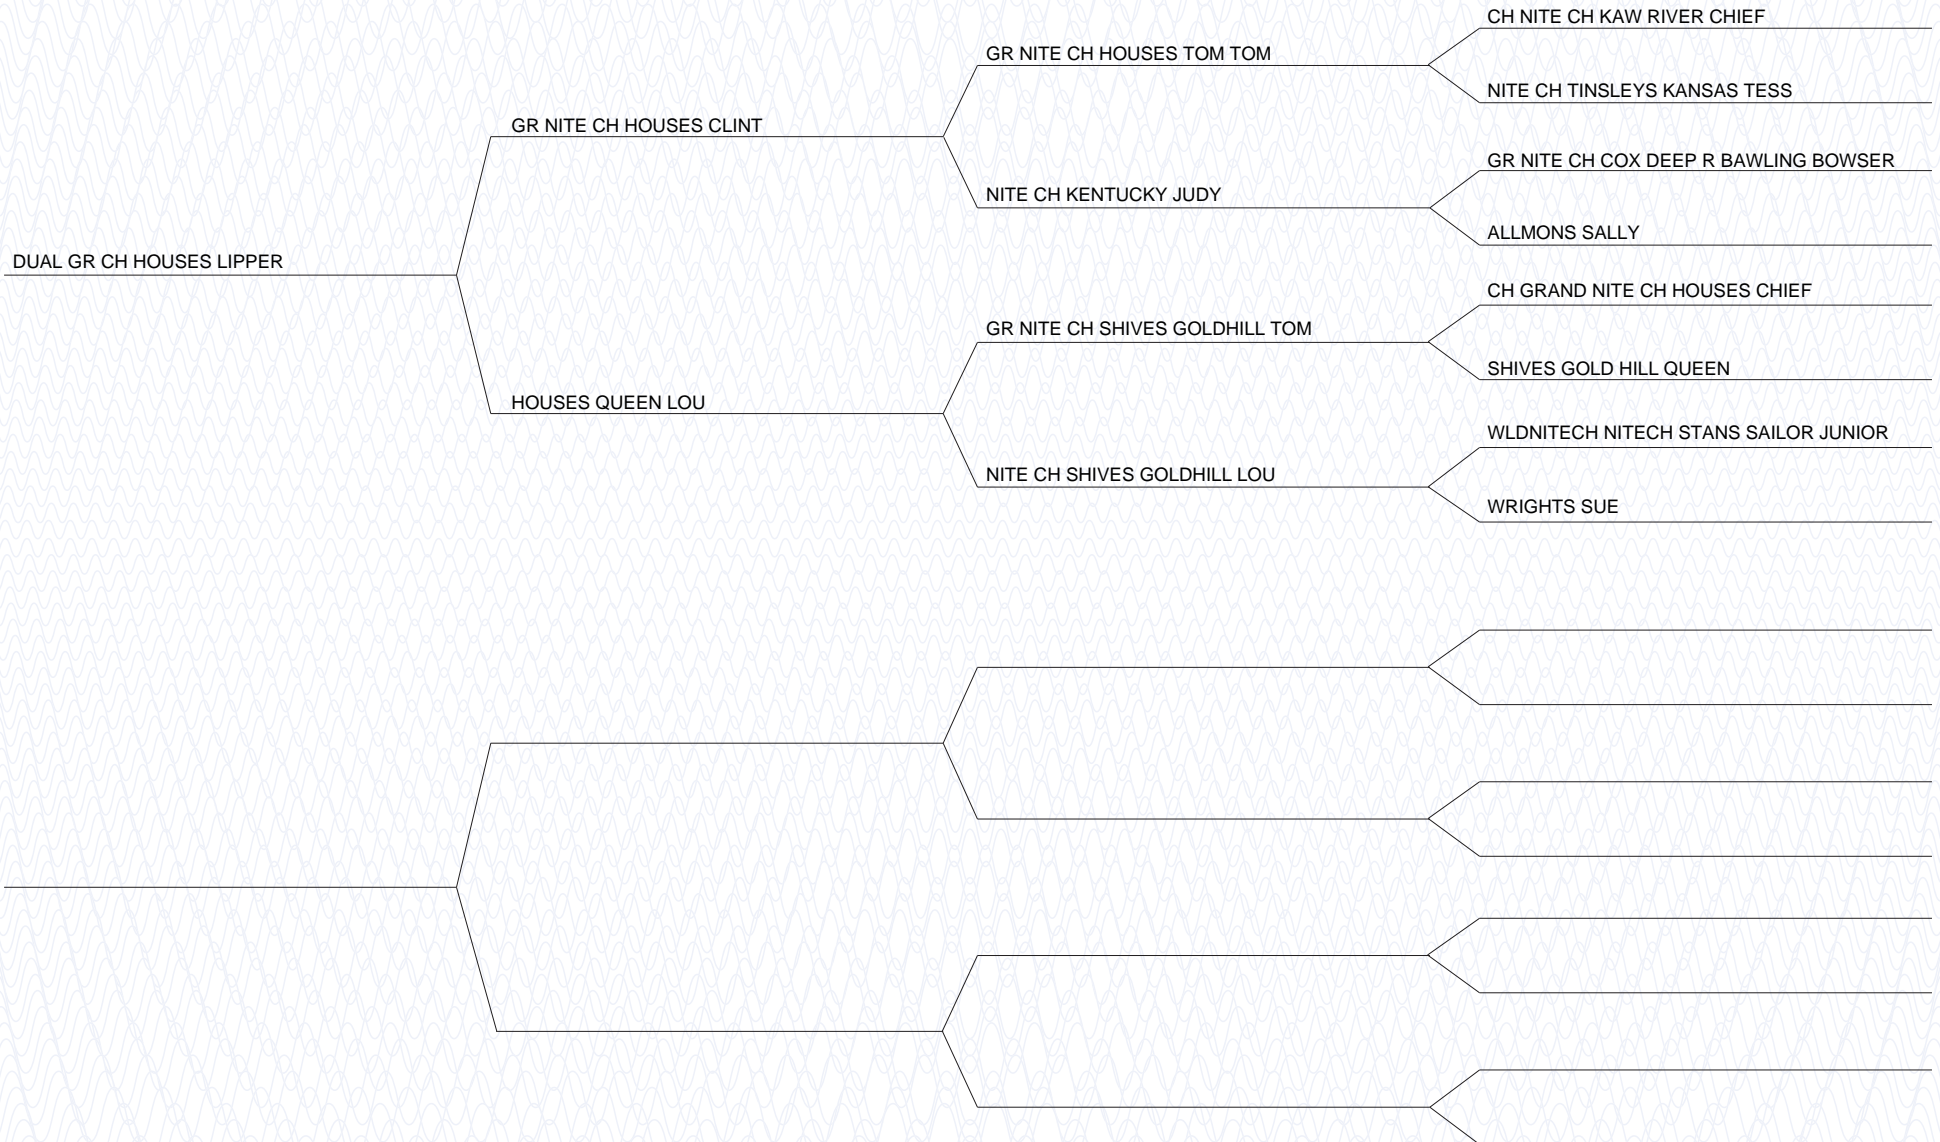 CH NITE CH KAW RIVER CHIEF
GR NITE CH HOUSES TOM TOM
NITE CH TINSLEYS KANSAS TESS
GR NITE CH HOUSES CLINT
GR NITE CH COX DEEP R BAWLING BOWSER
NITE CH KENTUCKY JUDY
ALLMONS SALLY
DUAL GR CH HOUSES LIPPER
CH GRAND NITE CH HOUSES CHIEF
GR NITE CH SHIVES GOLDHILL TOM
SHIVES GOLD HILL QUEEN
HOUSES QUEEN LOU
WLDNITECH NITECH STANS SAILOR JUNIOR
NITE CH SHIVES GOLDHILL LOU
WRIGHTS SUE